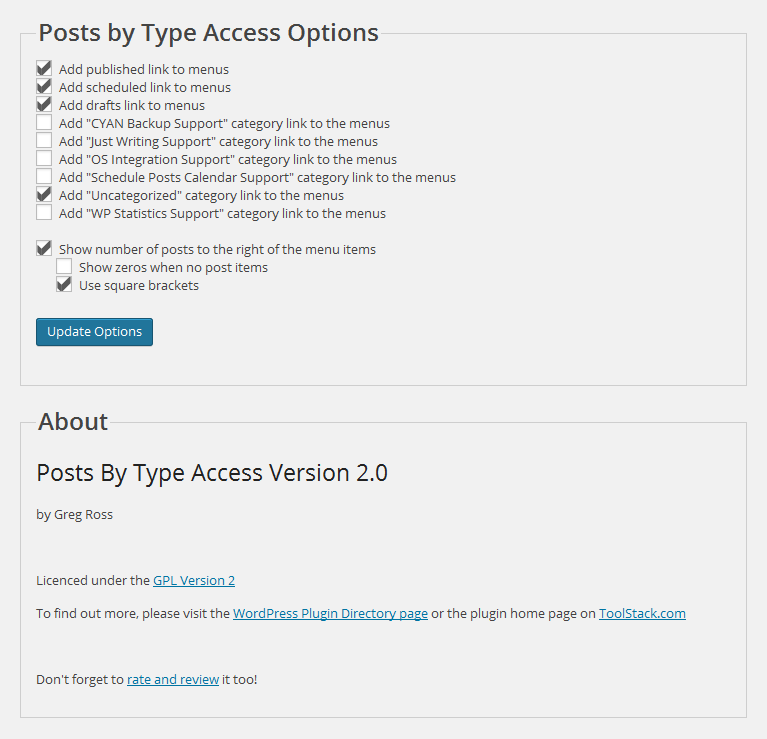 Posts by Type Access Options
Add published link to menus
Add scheduled link to menus
Add drafts link to menus
Add "CYAN Backup Support" category link to the menus
Add "Just Writing Support" category link to the menus
Add "OS Integration Support" category link to the menus
Add "Schedule Posts Calendar Support" category link to the menus
Add "Uncategorized" category link to the menus
Add "WP Statistics Support" category link to the menus
Show number of posts to the right of the menu items
Show zeros when no post items
Use square brackets
Update Options
About
Posts By Type Access Version 2.0
by Greg Ross
Licenced under the GPL Version 2
To find out more, please visit the WordPress Plugin Directory page or the plugin home page on ToolStack.com
Don't forget to rate and review it too!